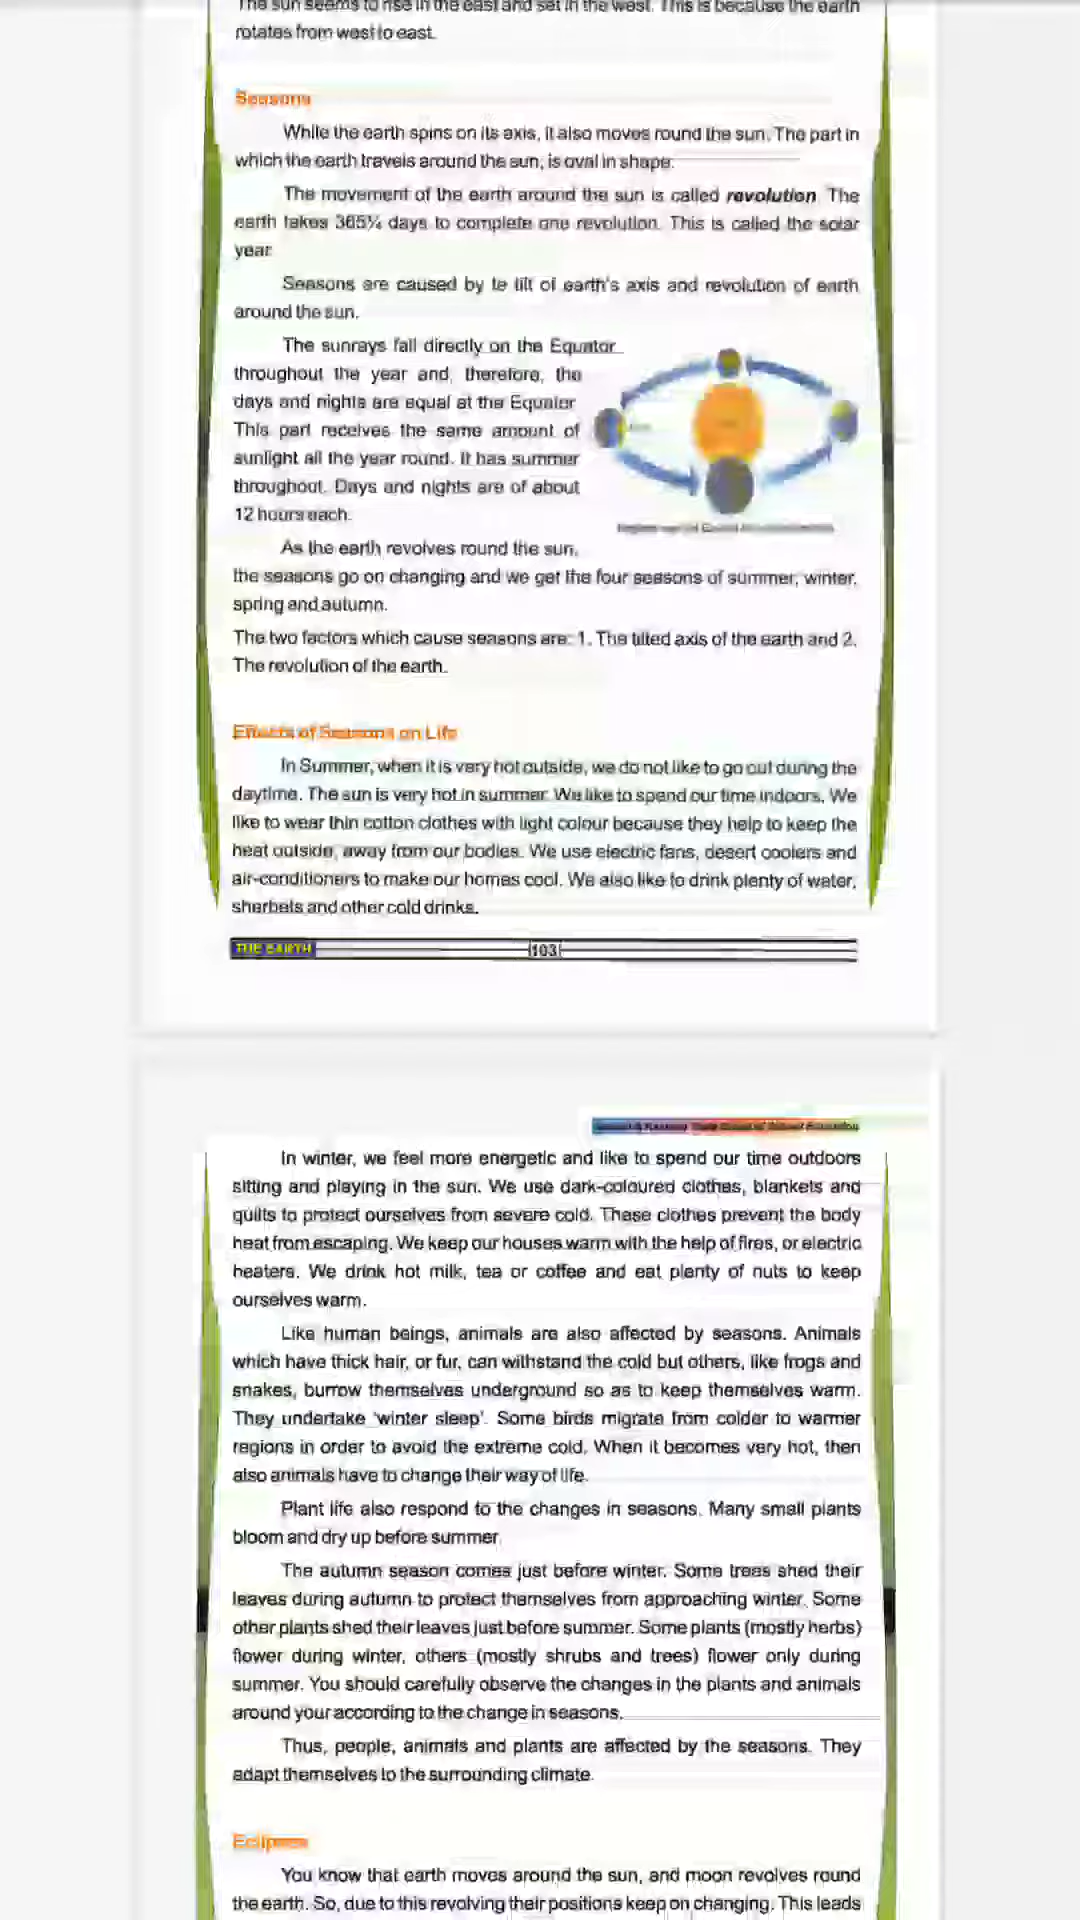 The sun seems to rise in the east and set in the west. This is because the earth
rotates from west to east.
Seasons
While the earth spins on its axis, it also moves round the sun. The part in
which the earth travels around the sun, is oval in shape.
The movement of the earth around the sun is called revolution. The
earth takes 365¼ days to complete one revolution. This is called the solar
year.
Seasons are caused by te tilt of earth's axis and revolution of earth
around the sun.
The sunrays fall directly on the Equator
throughout the year and, therefore, the
days and nights are equal at the Equator.
This part receives the same amount of
sunlight all the year round. It has summer
throughout. Days and nights are of about
12 hours each.
As the earth revolves round the sun,
the seasons go on changing and we get the four seasons of summer, winter,
spring and autumn.
The two factors which cause seasons are: 1. The tilted axis of the earth and 2.
The revolution of the earth.
Effects of Seasons on Life
In Summer, when it is very hot outside, we do not like to go out during the
daytime. The sun is very hot in summer. We like to spend our time indoors. We
like to wear thin cotton clothes with light colour because they help to keep the
heat outside, away from our bodies. We use electric fans, desert coolers and
air-conditioners to make our homes cool. We also like to drink plenty of water,
sherbets and other cold drinks.
THE EARTH
103
In winter, we feel more energetic and like to spend our time outdoors
sitting and playing in the sun. We use dark-coloured clothes, blankets and
quilts to protect ourselves from severe cold. These clothes prevent the body
heat from escaping. We keep our houses warm with the help of fires, or electric
heaters. We drink hot milk, tea or coffee and eat plenty of nuts to keep
ourselves warm.
Like human beings, animals are also affected by seasons. Animals
which have thick hair, or fur, can withstand the cold but others, like frogs and
snakes, burrow themselves underground so as to keep themselves warm.
They undertake 'winter sleep'. Some birds migrate from colder to warmer
regions in order to avoid the extreme cold. When it becomes very hot, then
also animals have to change their way of life.
Plant life also respond to the changes in seasons. Many small plants
bloom and dry up before summer.
The autumn season comes just before winter. Some trees shed their
leaves during autumn to protect themselves from approaching winter. Some
other plants shed their leaves just before summer. Some plants (mostly herbs)
flower during winter, others (mostly shrubs and trees) flower only during
summer. You should carefully observe the changes in the plants and animals
around your according to the change in seasons.
Thus, people, animals and plants are affected by the seasons. They
adapt themselves to the surrounding climate.
Eclipses
You know that earth moves around the sun, and moon revolves round
the earth. So, due to this revolving their positions keep on changing. This leads